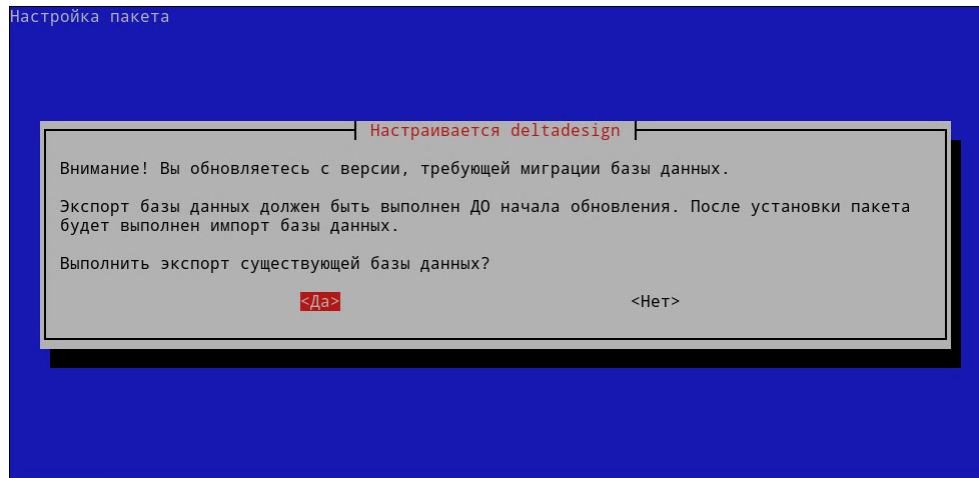 Настройка пакета
Настраивается deltadesign
Внимание! Вы обновляетесь с версии, требующей миграции базы данных.
Экспорт базы данных должен быть выполнен ДО начала обновления. После установки пакета
будет выполнен импорт базы данных.
Выполнить экспорт существующей базы данных?
<Да> <Нет>